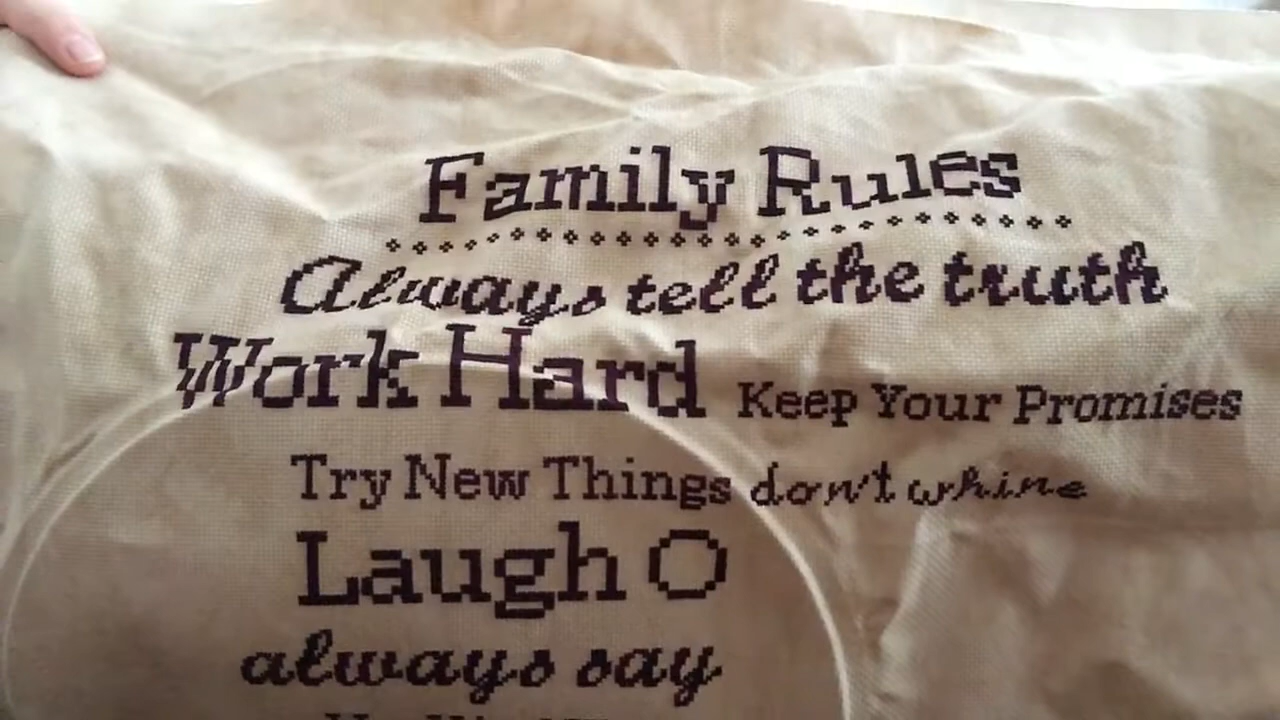 Family Rules
Always tell the truth
Work Hard Keep Your Promises
Try New Things don't whine
Laugh O
always say